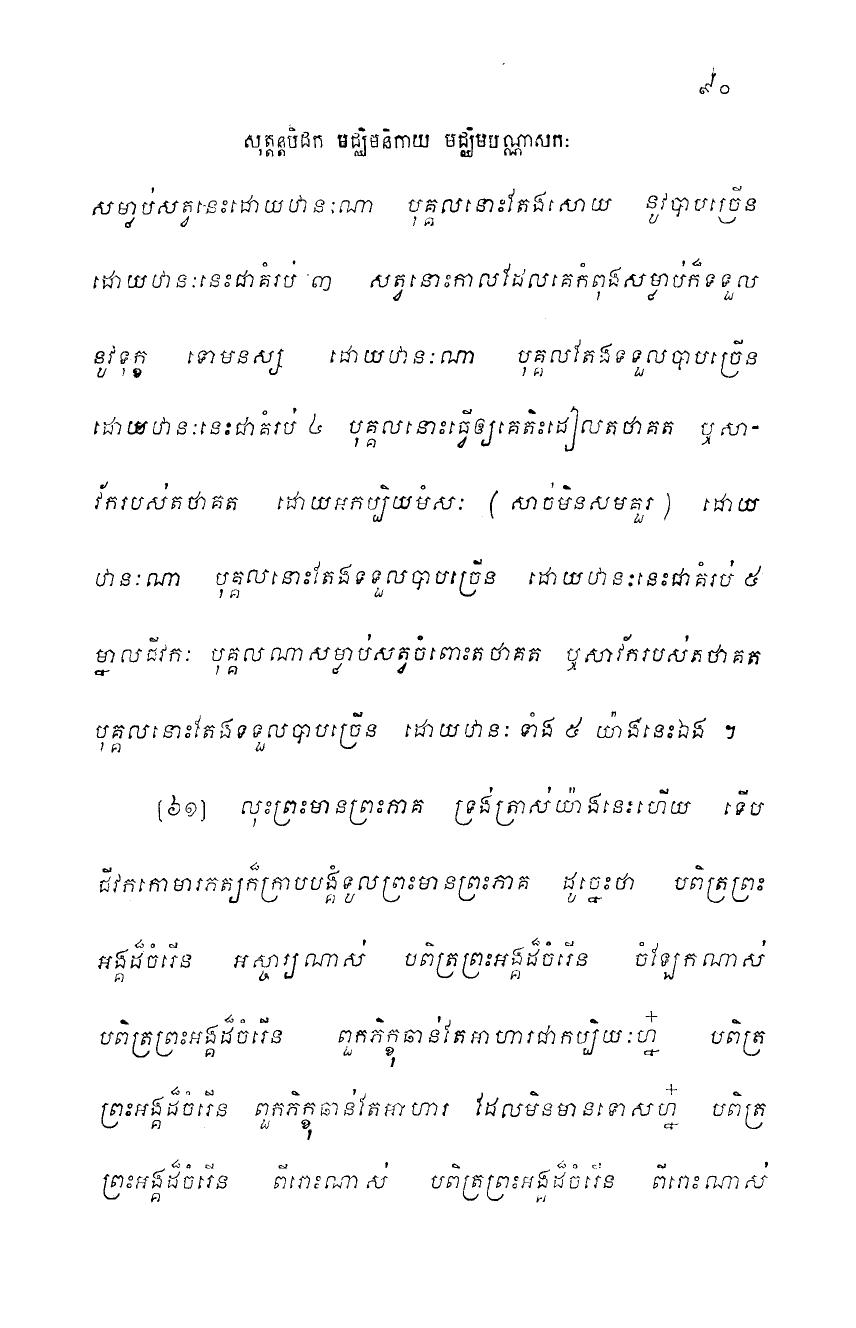 ៩០
សុត្តន្តបិដក មជ្ឈិមនិកាយ មជ្ឈិមបណ្ណាសកៈ
សម្លាប់សត្វនេះដោយឋានៈណា បុគ្គលនោះតែងសោយ នូវបាបច្រើន
ដោយឋានៈនេះជាគំរប់ ៣ សត្វនោះកាលដែលគេកំពុងសម្លាប់ក៏ទទួល
នូវទុក្ខ ទោមនស្ស ដោយឋានៈណា បុគ្គលតែងទទួលបាបច្រើន
ដោយឋានៈនេះជាគំរប់ ៤ បុគ្គលនោះធ្វើឲ្យគេតិះដៀលតថាគត ឬសា-
វ័ករបស់តថាគត ដោយអកប្បិយមំសៈ ( សាច់មិនសមគួរ ) ដោយ
ឋានៈណា បុគ្គលនោះតែងទទួលបាបច្រើន ដោយឋានៈនេះជាគំរប់ ៥
ម្នាលជីវកៈ បុគ្គលណាសម្លាប់សត្វចំពោះតថាគត ឬសាវ័ករបស់តថាគត
បុគ្គលនោះតែងទទួលបាបច្រើន ដោយឋានៈ ទាំង ៥ យ៉ាងនេះឯង ។
[៦១] លុះព្រះមានព្រះភាគ ទ្រង់ត្រាស់យ៉ាងនេះហើយ ទើប
ជីវកកោមារភត្យក៏ក្រាបបង្គំទូលព្រះមានព្រះភាគ ដូច្នេះថា បពិត្រព្រះ
អង្គដ៏ចំរើន អស្ចារ្យណាស់ បពិត្រព្រះអង្គដ៏ចំរើន ចំឡែកណាស់
បពិត្រព្រះអង្គដ៏ចំរើន ពួកភិក្ខុឆាន់តែអាហារជាកប្បិយៈហ្ន៎ បពិត្រ
ព្រះអង្គដ៏ចំរើន ពួកភិក្ខុឆាន់តែអាហារ ដែលមិនមានទោសហ្ន៎ បពិត្រ
ព្រះអង្គដ៏ចំរើន ពីរោះណាស់ បពិត្រព្រះអង្គដ៏ចំរើន ពីរោះណាស់